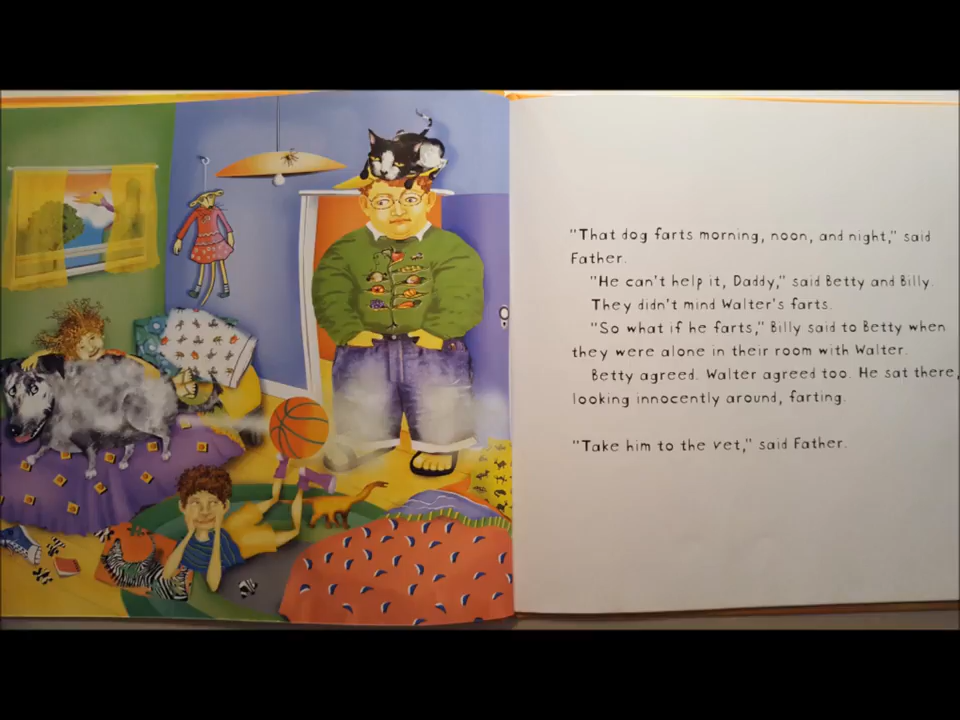 "That dog farts morning, noon, and night," said
Father.
"He can't help it, Daddy," said Betty and Billy.
They didn't mind Walter's farts.
"So what if he farts," Billy said to Betty when
they were alone in their room with Walter.
Betty agreed. Walter agreed too. He sat there,
looking innocently around, farting.
"Take him to the vet," said Father.